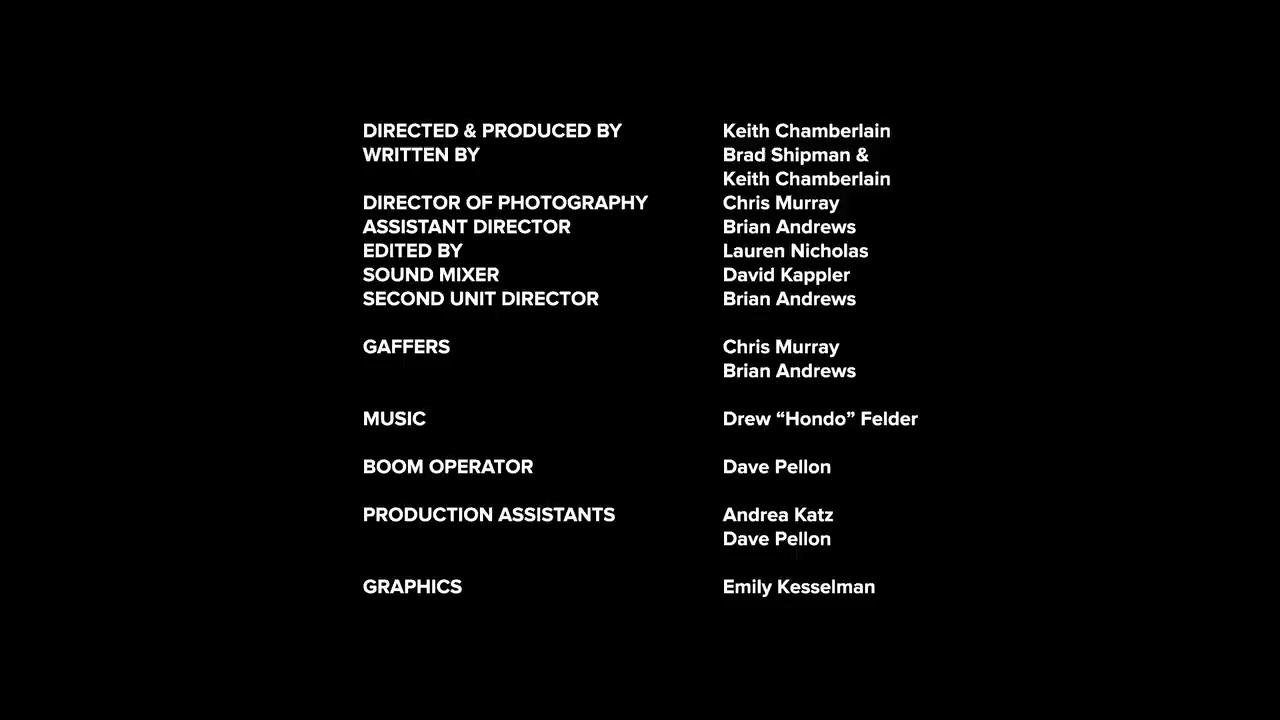 DIRECTED & PRODUCED BY Keith Chamberlain
WRITTEN BY Brad Shipman &
Keith Chamberlain
DIRECTOR OF PHOTOGRAPHY Chris Murray
ASSISTANT DIRECTOR Brian Andrews
EDITED BY Lauren Nicholas
SOUND MIXER David Kappler
SECOND UNIT DIRECTOR Brian Andrews
GAFFERS Chris Murray
Brian Andrews
MUSIC Drew “Hondo” Felder
BOOM OPERATOR Dave Pellon
PRODUCTION ASSISTANTS Andrea Katz
Dave Pellon
GRAPHICS Emily Kesselman